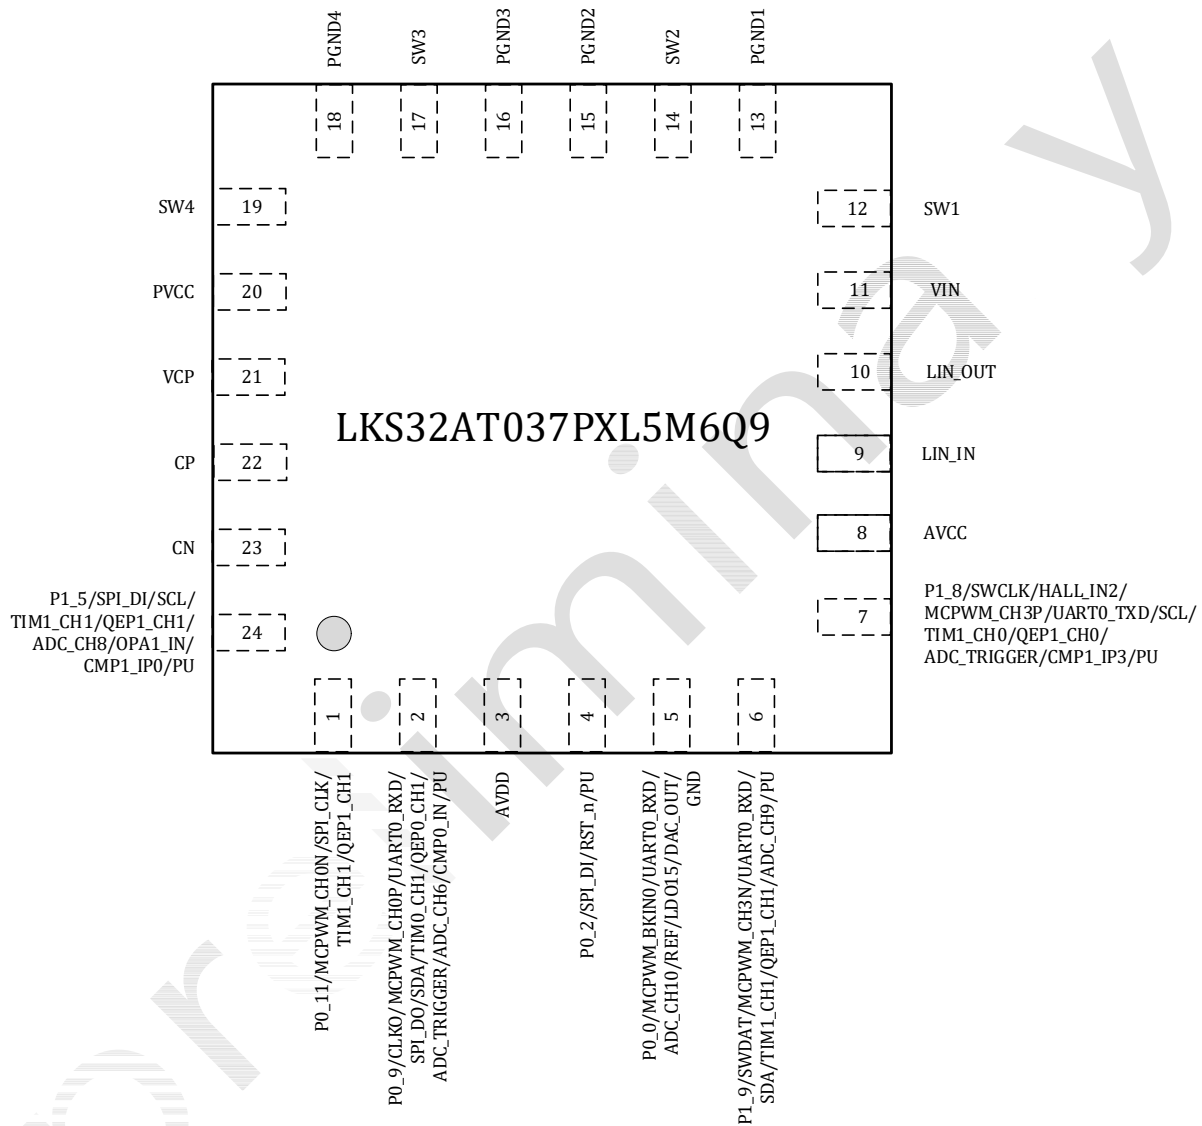 PGND4
SW3
PGND3
PGND2
SW2
PGND1
18
17
16
15
14
13
SW4
19
12
SW1
PVCC
20
11
VIN
VCP
21
10
LIN_OUT
LKS32AT037PXL5M6Q9
CP
22
9
LIN_IN
CN
23
8
AVCC
P1_5/SPI_DI/SCL/
TIM1_CH1/QEP1_CH1/
ADC_CH8/OPA1_IN/
CMP1_IP0/PU
24
7
P1_8/SWCLK/HALL_IN2/
MCPWM_CH3P/UART0_TXD/SCL/
TIM1_CH0/QEP1_CH0/
ADC_TRIGGER/CMP1_IP3/PU
1
2
3
4
5
6
P0_11/MCPWM_CH0N/SPI_CLK/
TIM1_CH1/QEP1_CH1
P0_9/CLKO/MCPWM_CH0P/UART0_RXD/
SPI_DO/SDA/TIM0_CH1/QEP0_CH1/
ADC_TRIGGER/ADC_CH6/CMP0_IN/PU
AVDD
P0_2/SPI_DI/RST_n/PU
P0_0/MCPWM_BKIN0/UART0_RXD/
ADC_CH10/REF/LDO15/DAC_OUT/
GND
P1_9/SWDAT/MCPWM_CH3N/UART0_RXD/
SDA/TIM1_CH1/QEP1_CH1/ADC_CH9/PU